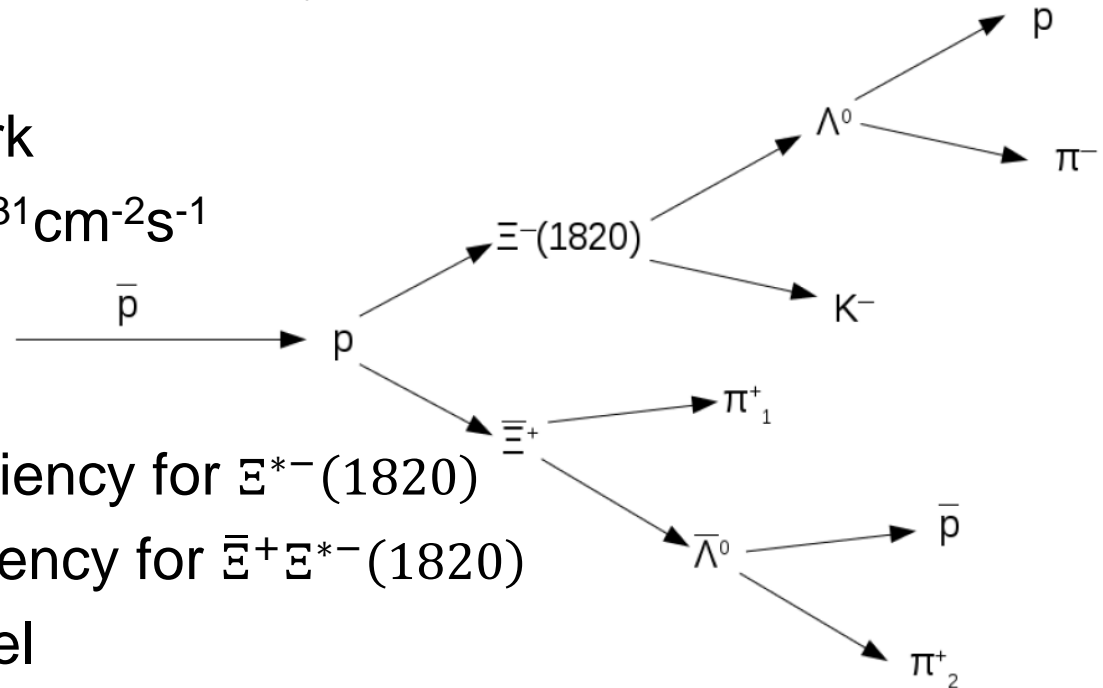 p
Λ⁰
rk
π⁻
³¹cm⁻²s⁻¹
Ξ⁻(1820)
p̄
K⁻
p
π⁺₁
Ξ̄⁺
iency for Ξ*⁻(1820)
p̄
Λ̄⁰
ency for Ξ̄⁺Ξ*⁻(1820)
el
π⁺₂